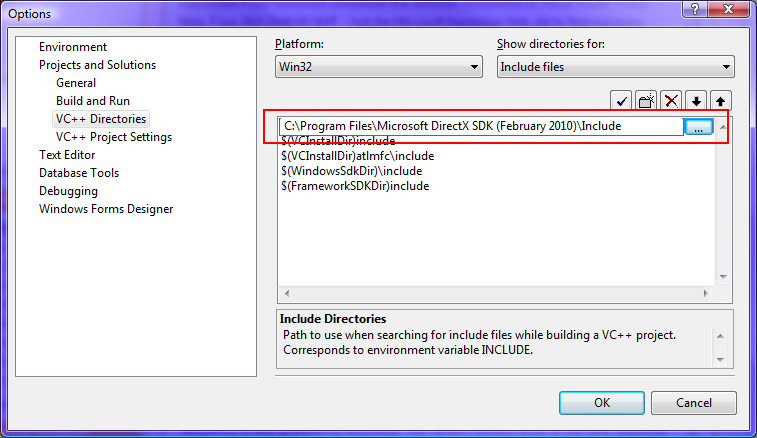 Options
Environment
Projects and Solutions
General
Build and Run
VC++ Directories
VC++ Project Settings
Text Editor
Database Tools
Debugging
Windows Forms Designer
Platform:
Show directories for:
Win32
Include files
C:\Program Files\Microsoft DirectX SDK (February 2010)\Include
...
$(VCInstallDir)include
$(VCInstallDir)atlmfc\include
$(WindowsSdkDir)\include
$(FrameworkSDKDir)include
Include Directories
Path to use when searching for include files while building a VC++ project.
Corresponds to environment variable INCLUDE.
OK
Cancel